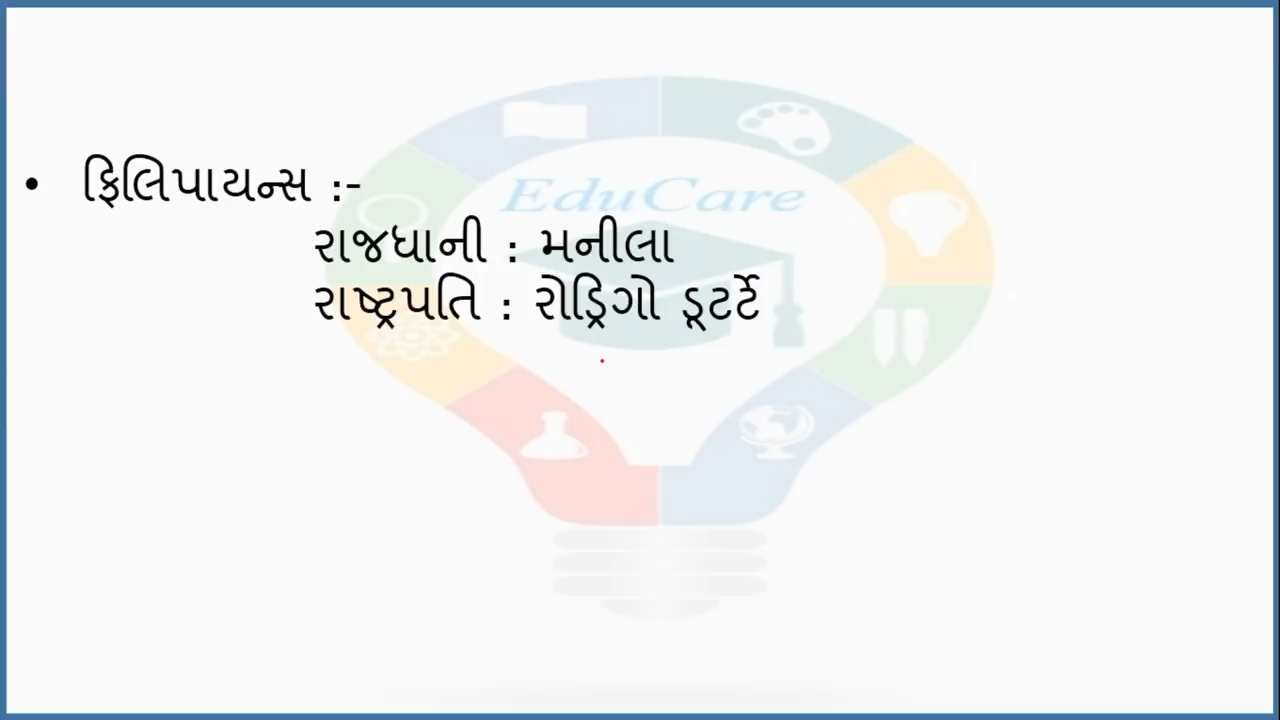 EduCare
• ફિલિપાયન્સ :-
રાજધાની : મનીલા
રાષ્ટ્રપતિ : રોડ્રિગો ડૂટર્ટે